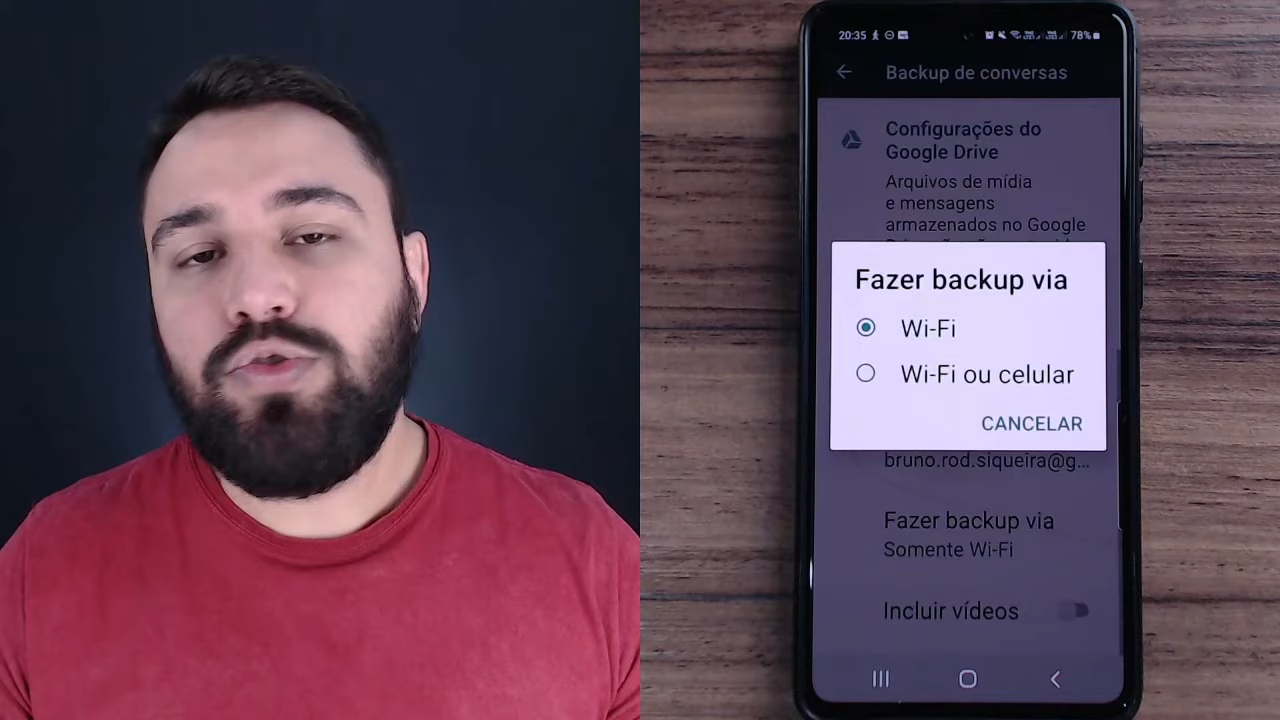 20:35
78%
Backup de conversas
Configurações do
Google Drive
Arquivos de mídia
e mensagens
armazenados no Google
Fazer backup via
Wi-Fi
Wi-Fi ou celular
CANCELAR
bruno.rod.siqueira@g...
Fazer backup via
Somente Wi-Fi
Incluir vídeos